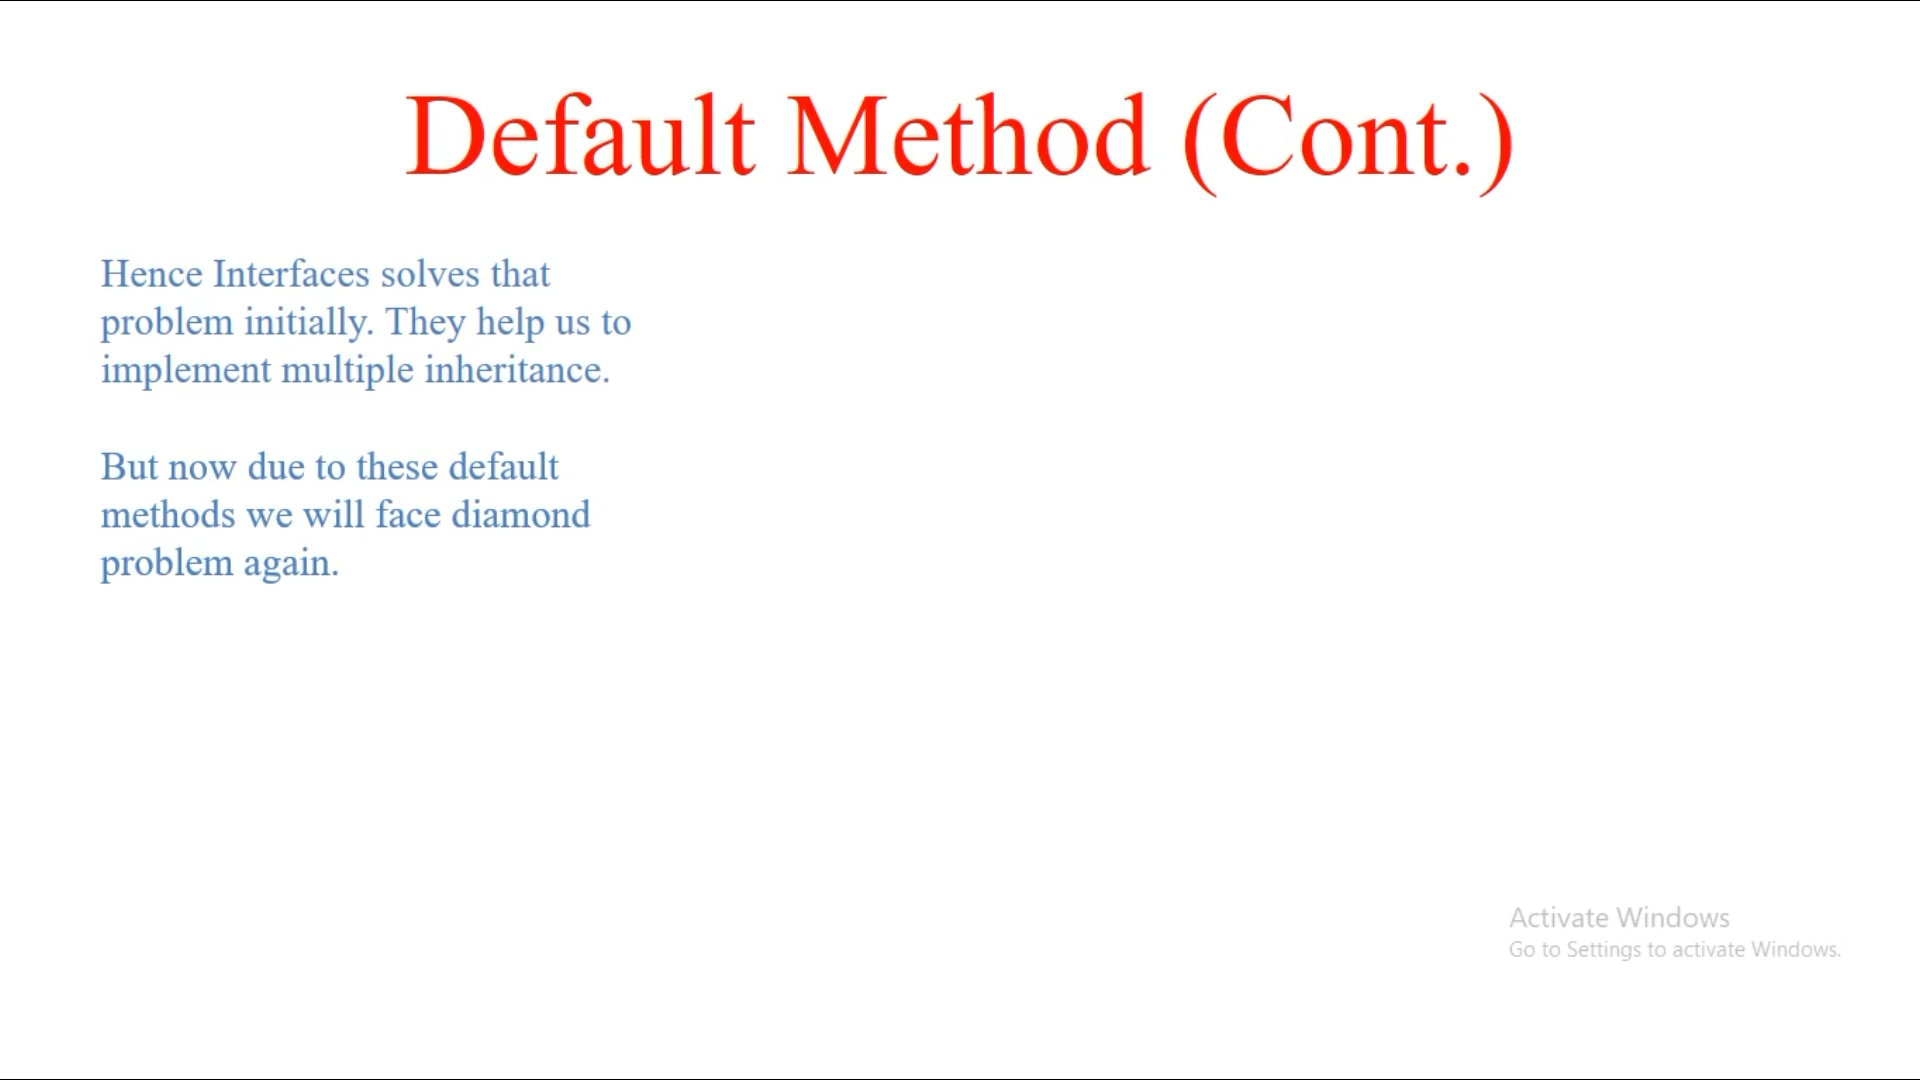 Default Method (Cont.)
Hence Interfaces solves that
problem initially. They help us to
implement multiple inheritance.
But now due to these default
methods we will face diamond
problem again.
Activate Windows
Go to Settings to activate Windows.